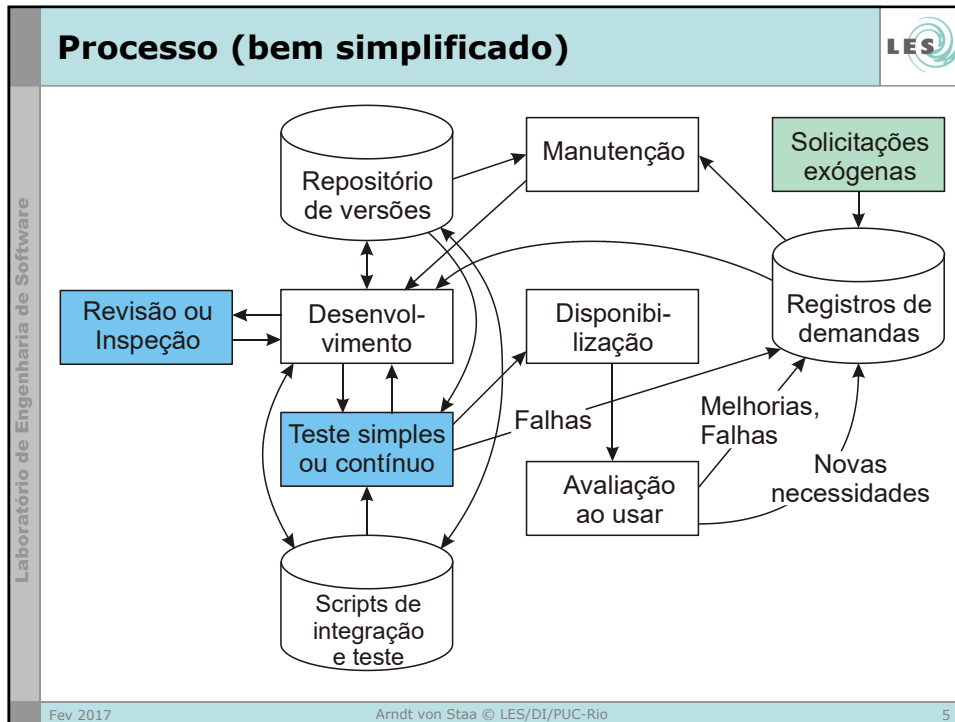 Processo (bem simplificado)
LES
Laboratório de Engenharia de Software
Repositório
de versões
Manutenção
Solicitações
exógenas
Revisão ou
Inspeção
Desenvol-
vimento
Disponibi-
lização
Registros de
demandas
Teste simples
ou contínuo
Falhas
Melhorias,
Falhas
Avaliação
ao usar
Novas
necessidades
Scripts de
integração
e teste
Fev 2017
Arndt von Staa © LES/DI/PUC-Rio
5